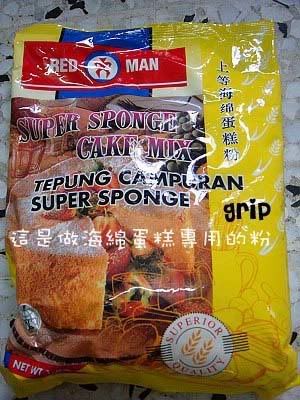 RED MAN
上等海綿蛋糕粉
SUPER SPONGE
CAKE MIX
TEPUNG CAMPURAN
SUPER SPONGE
grip
這是做海綿蛋糕專用的粉
SUPERIOR
QUALITY
NET W